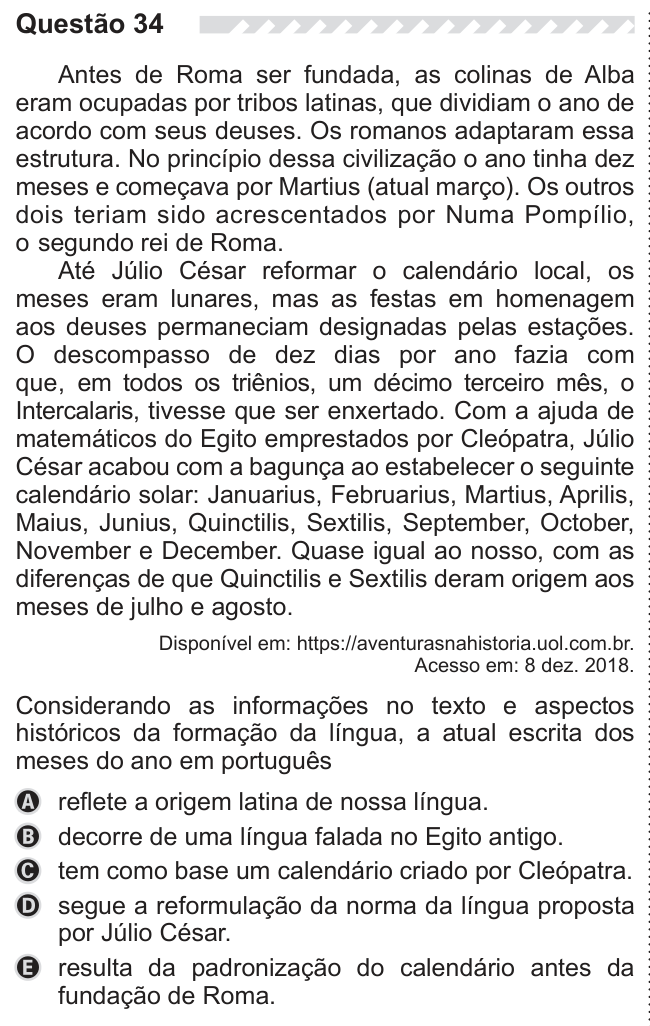 Questão 34
Antes de Roma ser fundada, as colinas de Alba
eram ocupadas por tribos latinas, que dividiam o ano de
acordo com seus deuses. Os romanos adaptaram essa
estrutura. No princípio dessa civilização o ano tinha dez
meses e começava por Martius (atual março). Os outros
dois teriam sido acrescentados por Numa Pompílio,
o segundo rei de Roma.
Até Júlio César reformar o calendário local, os
meses eram lunares, mas as festas em homenagem
aos deuses permaneciam designadas pelas estações.
O descompasso de dez dias por ano fazia com
que, em todos os triênios, um décimo terceiro mês, o
Intercalaris, tivesse que ser enxertado. Com a ajuda de
matemáticos do Egito emprestados por Cleópatra, Júlio
César acabou com a bagunça ao estabelecer o seguinte
calendário solar: Januarius, Februarius, Martius, Aprilis,
Maius, Junius, Quinctilis, Sextilis, September, October,
November e December. Quase igual ao nosso, com as
diferenças de que Quinctilis e Sextilis deram origem aos
meses de julho e agosto.
Disponível em: https://aventurasnahistoria.uol.com.br.
Acesso em: 8 dez. 2018.
Considerando as informações no texto e aspectos
históricos da formação da língua, a atual escrita dos
meses do ano em português
A reflete a origem latina de nossa língua.
B decorre de uma língua falada no Egito antigo.
C tem como base um calendário criado por Cleópatra.
D segue a reformulação da norma da língua proposta
por Júlio César.
E resulta da padronização do calendário antes da
fundação de Roma.